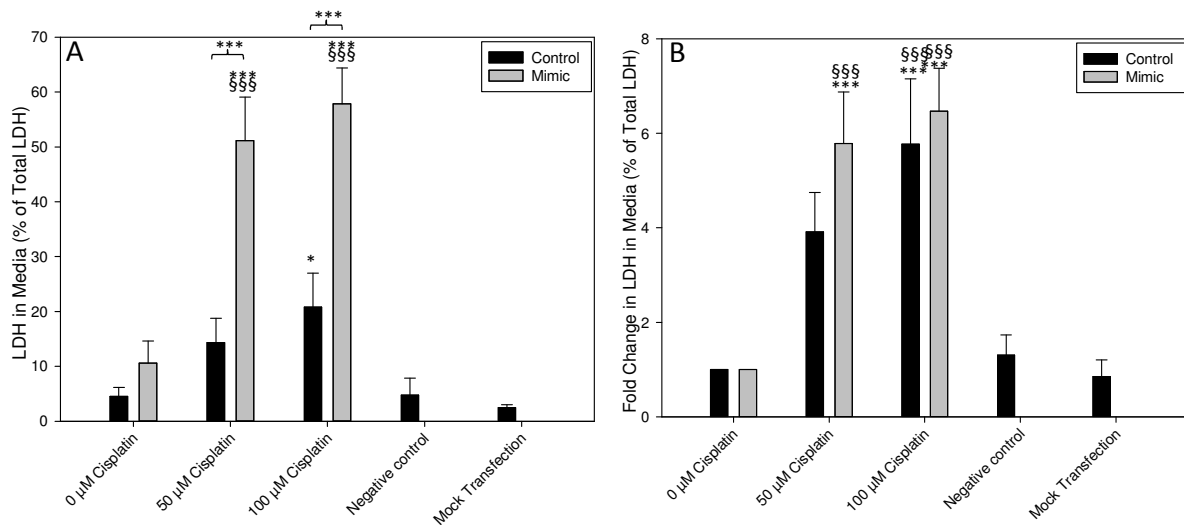 A
LDH in Media (% of Total LDH)
70
60
50
40
30
20
10
0
***
***
***
§§§
*
***
§§§
Control
Mimic
0 µM Cisplatin
50 µM Cisplatin
100 µM Cisplatin
Negative control
Mock Transfection
B
Fold Change in LDH in Media (% of Total LDH)
8
6
4
2
0
§§§
***
§§§
***
§§§
***
Control
Mimic
0 µM Cisplatin
50 µM Cisplatin
100 µM Cisplatin
Negative control
Mock Transfection